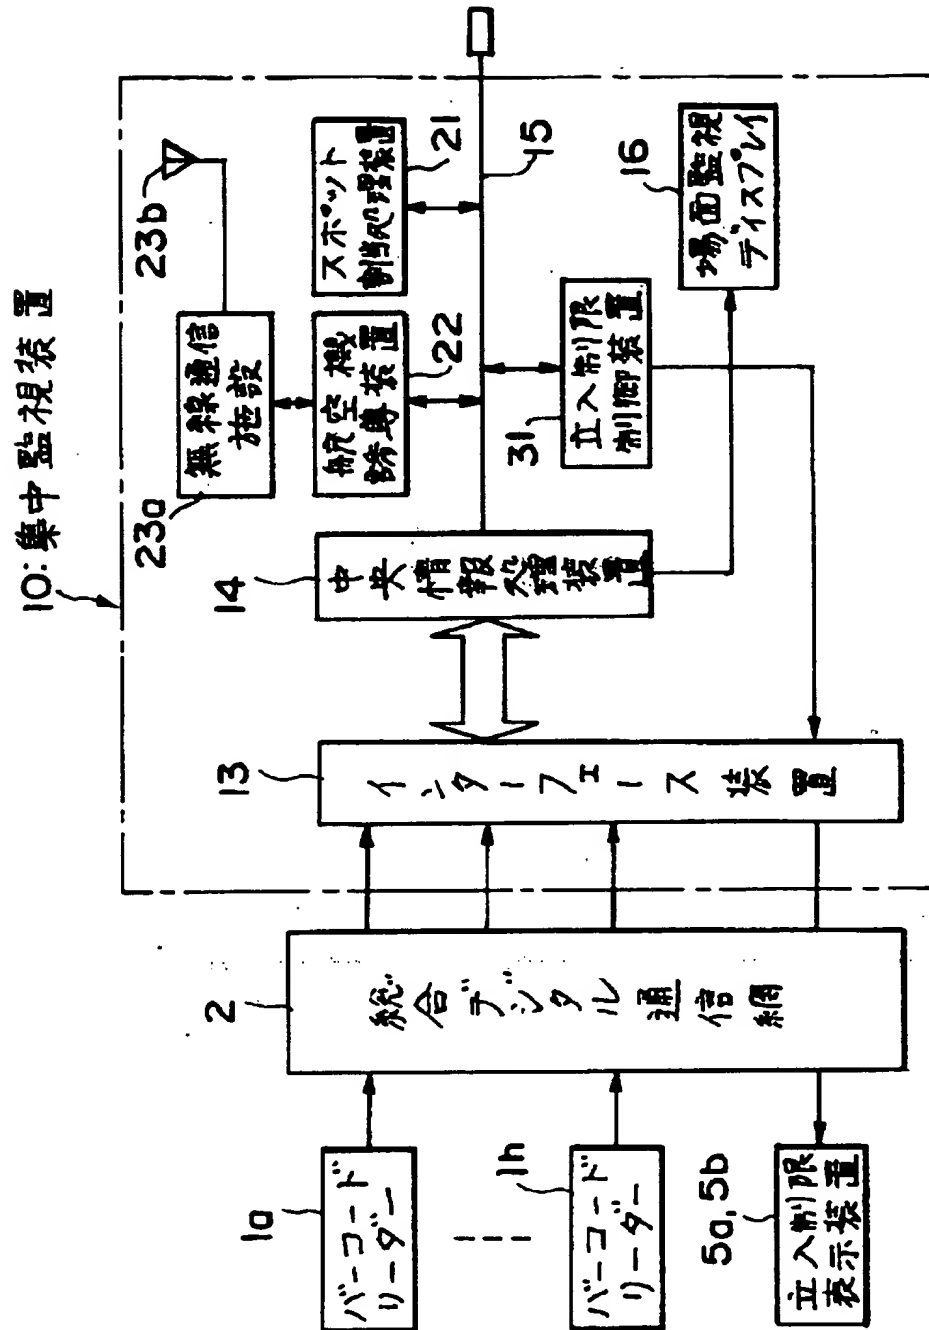 10:集中監視装置
23b
無線通信
施設
23a
スポット
割当処理装置
21
航空機
誘導装置
22
15
14
中央情報処理装置
31
立入制限
制御装置
16
場面監視
ディスプレイ
13
インターフェース装置
2
総合デジタル通信網
1a
バーコード
リーダー
1h
バーコード
リーダー
5a,5b
立入制限
表示装置